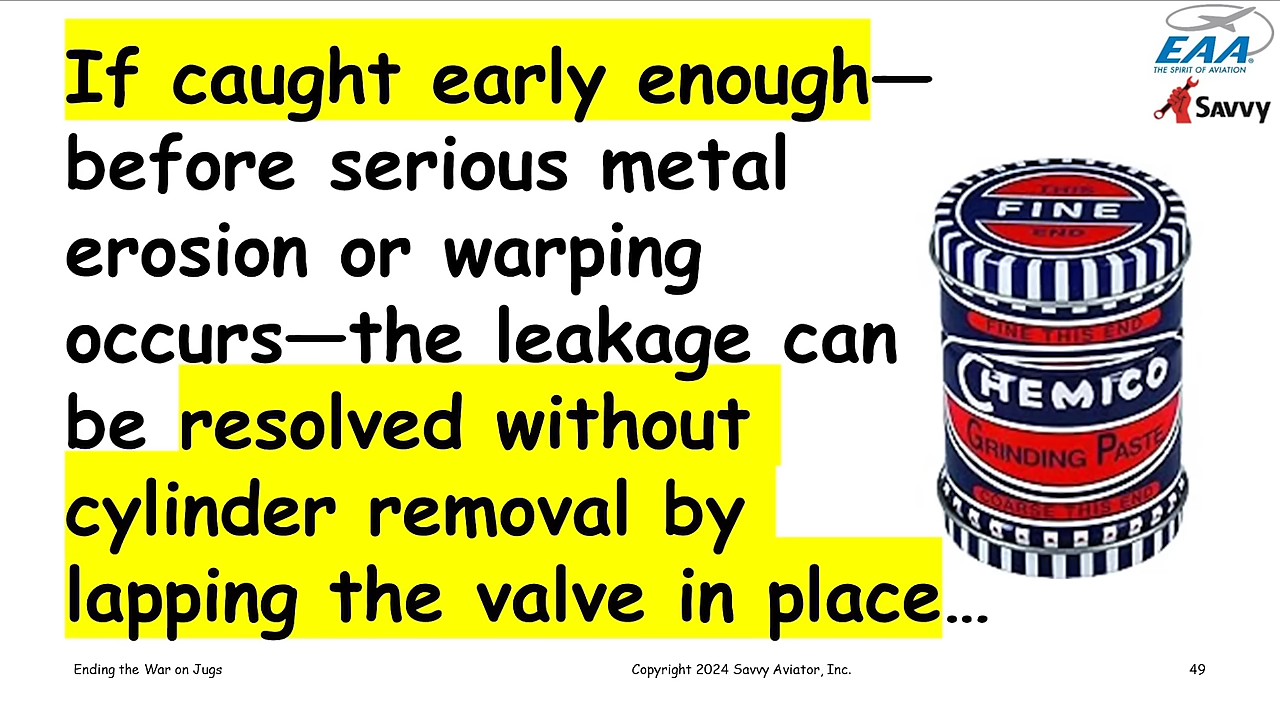 If caught early enough—
before serious metal
erosion or warping
occurs—the leakage can
be resolved without
cylinder removal by
lapping the valve in place…
EAA
THE SPIRIT OF AVIATION
SAVVY
THIS
FINE
END
FINE THIS END
CHEMICO
GRINDING PASTE
COARSE THIS END
Ending the War on Jugs
Copyright 2024 Savvy Aviator, Inc.
49